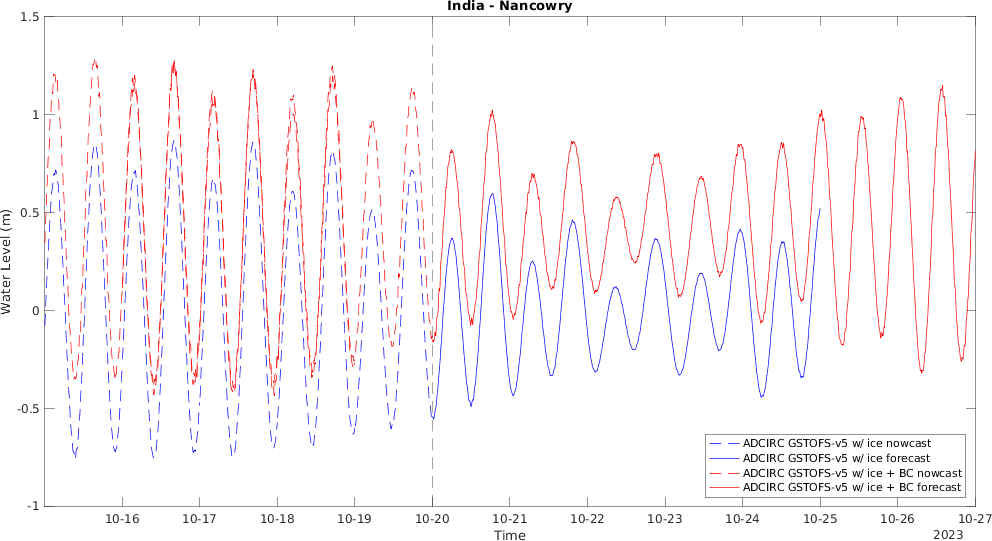 India - Nancowry
1.5
1
0.5
0
-0.5
-1
Water Level (m)
ADCIRC GSTOFS-v5 w/ ice nowcast
ADCIRC GSTOFS-v5 w/ ice forecast
ADCIRC GSTOFS-v5 w/ ice + BC nowcast
ADCIRC GSTOFS-v5 w/ ice + BC forecast
10-16 10-17 10-18 10-19 10-20 10-21 10-22 10-23 10-24 10-25 10-26 10-27
Time
2023